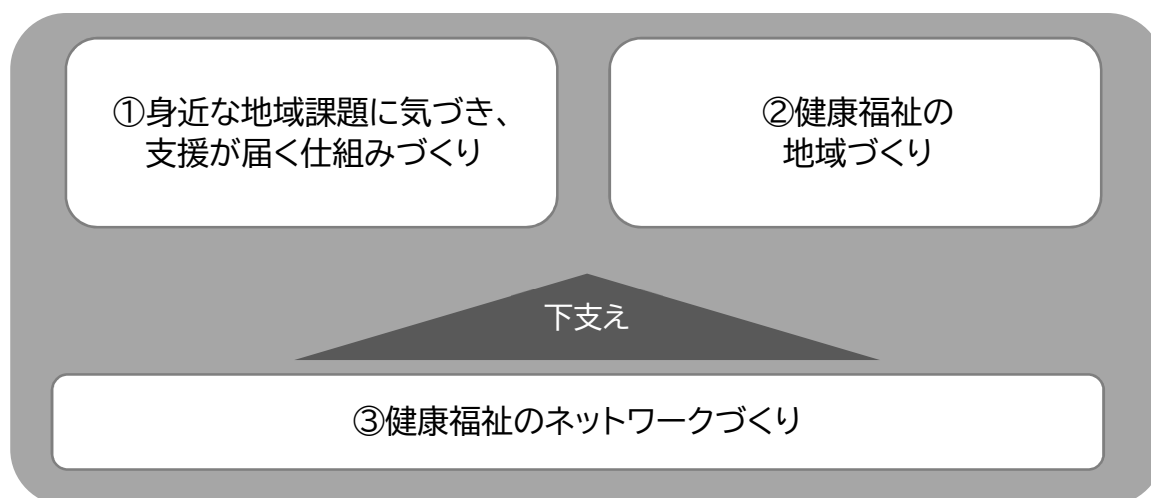 ①身近な地域課題に気づき、
支援が届く仕組みづくり
②健康福祉の
地域づくり
下支え
③健康福祉のネットワークづくり